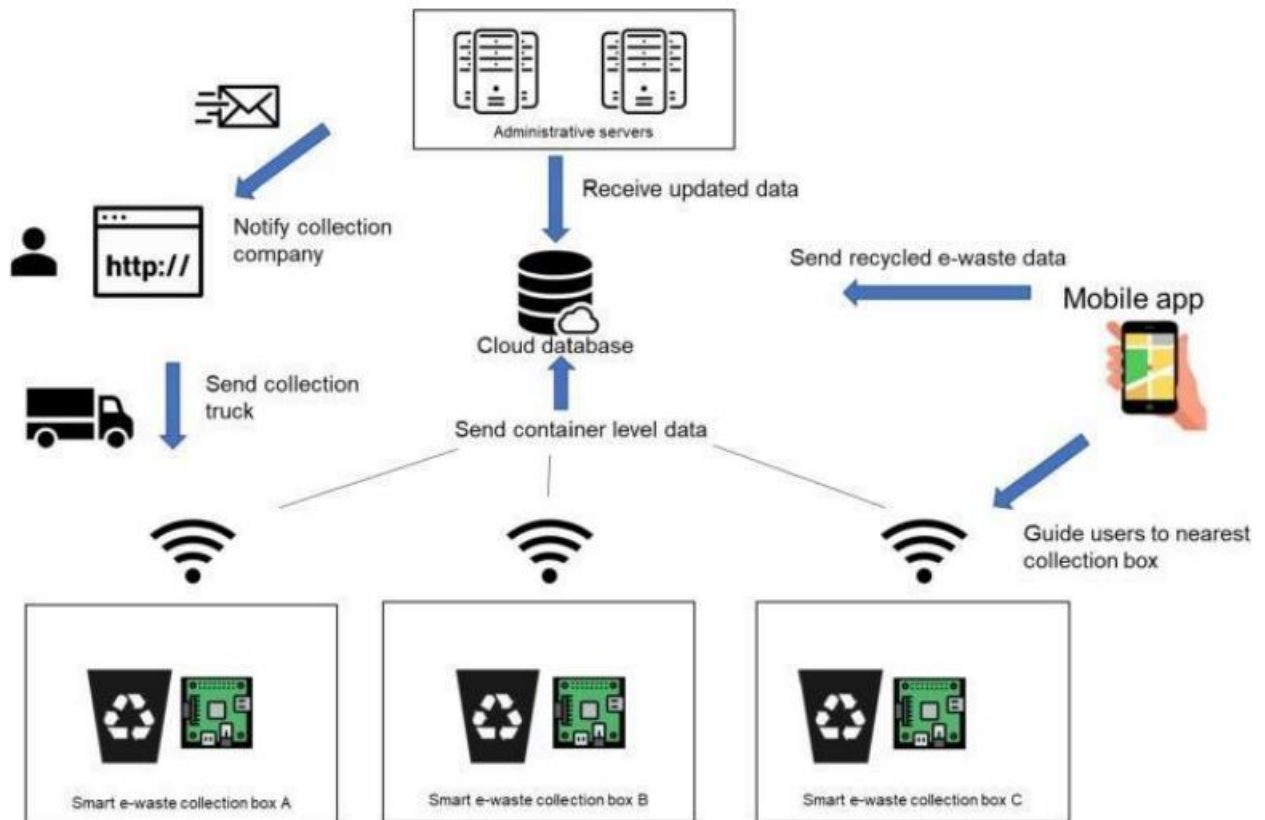 Administrative servers
Receive updated data
Notify collection
company
http://
Send recycled e-waste data
Mobile app
Cloud database
Send collection
truck
Send container level data
Guide users to nearest
collection box
Smart e-waste collection box A
Smart e-waste collection box B
Smart e-waste collection box C